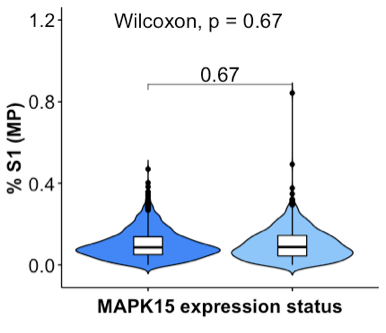 Wilcoxon, p = 0.67
0.67
1.2
0.8
0.4
0.0
% S1 (MP)
MAPK15 expression status